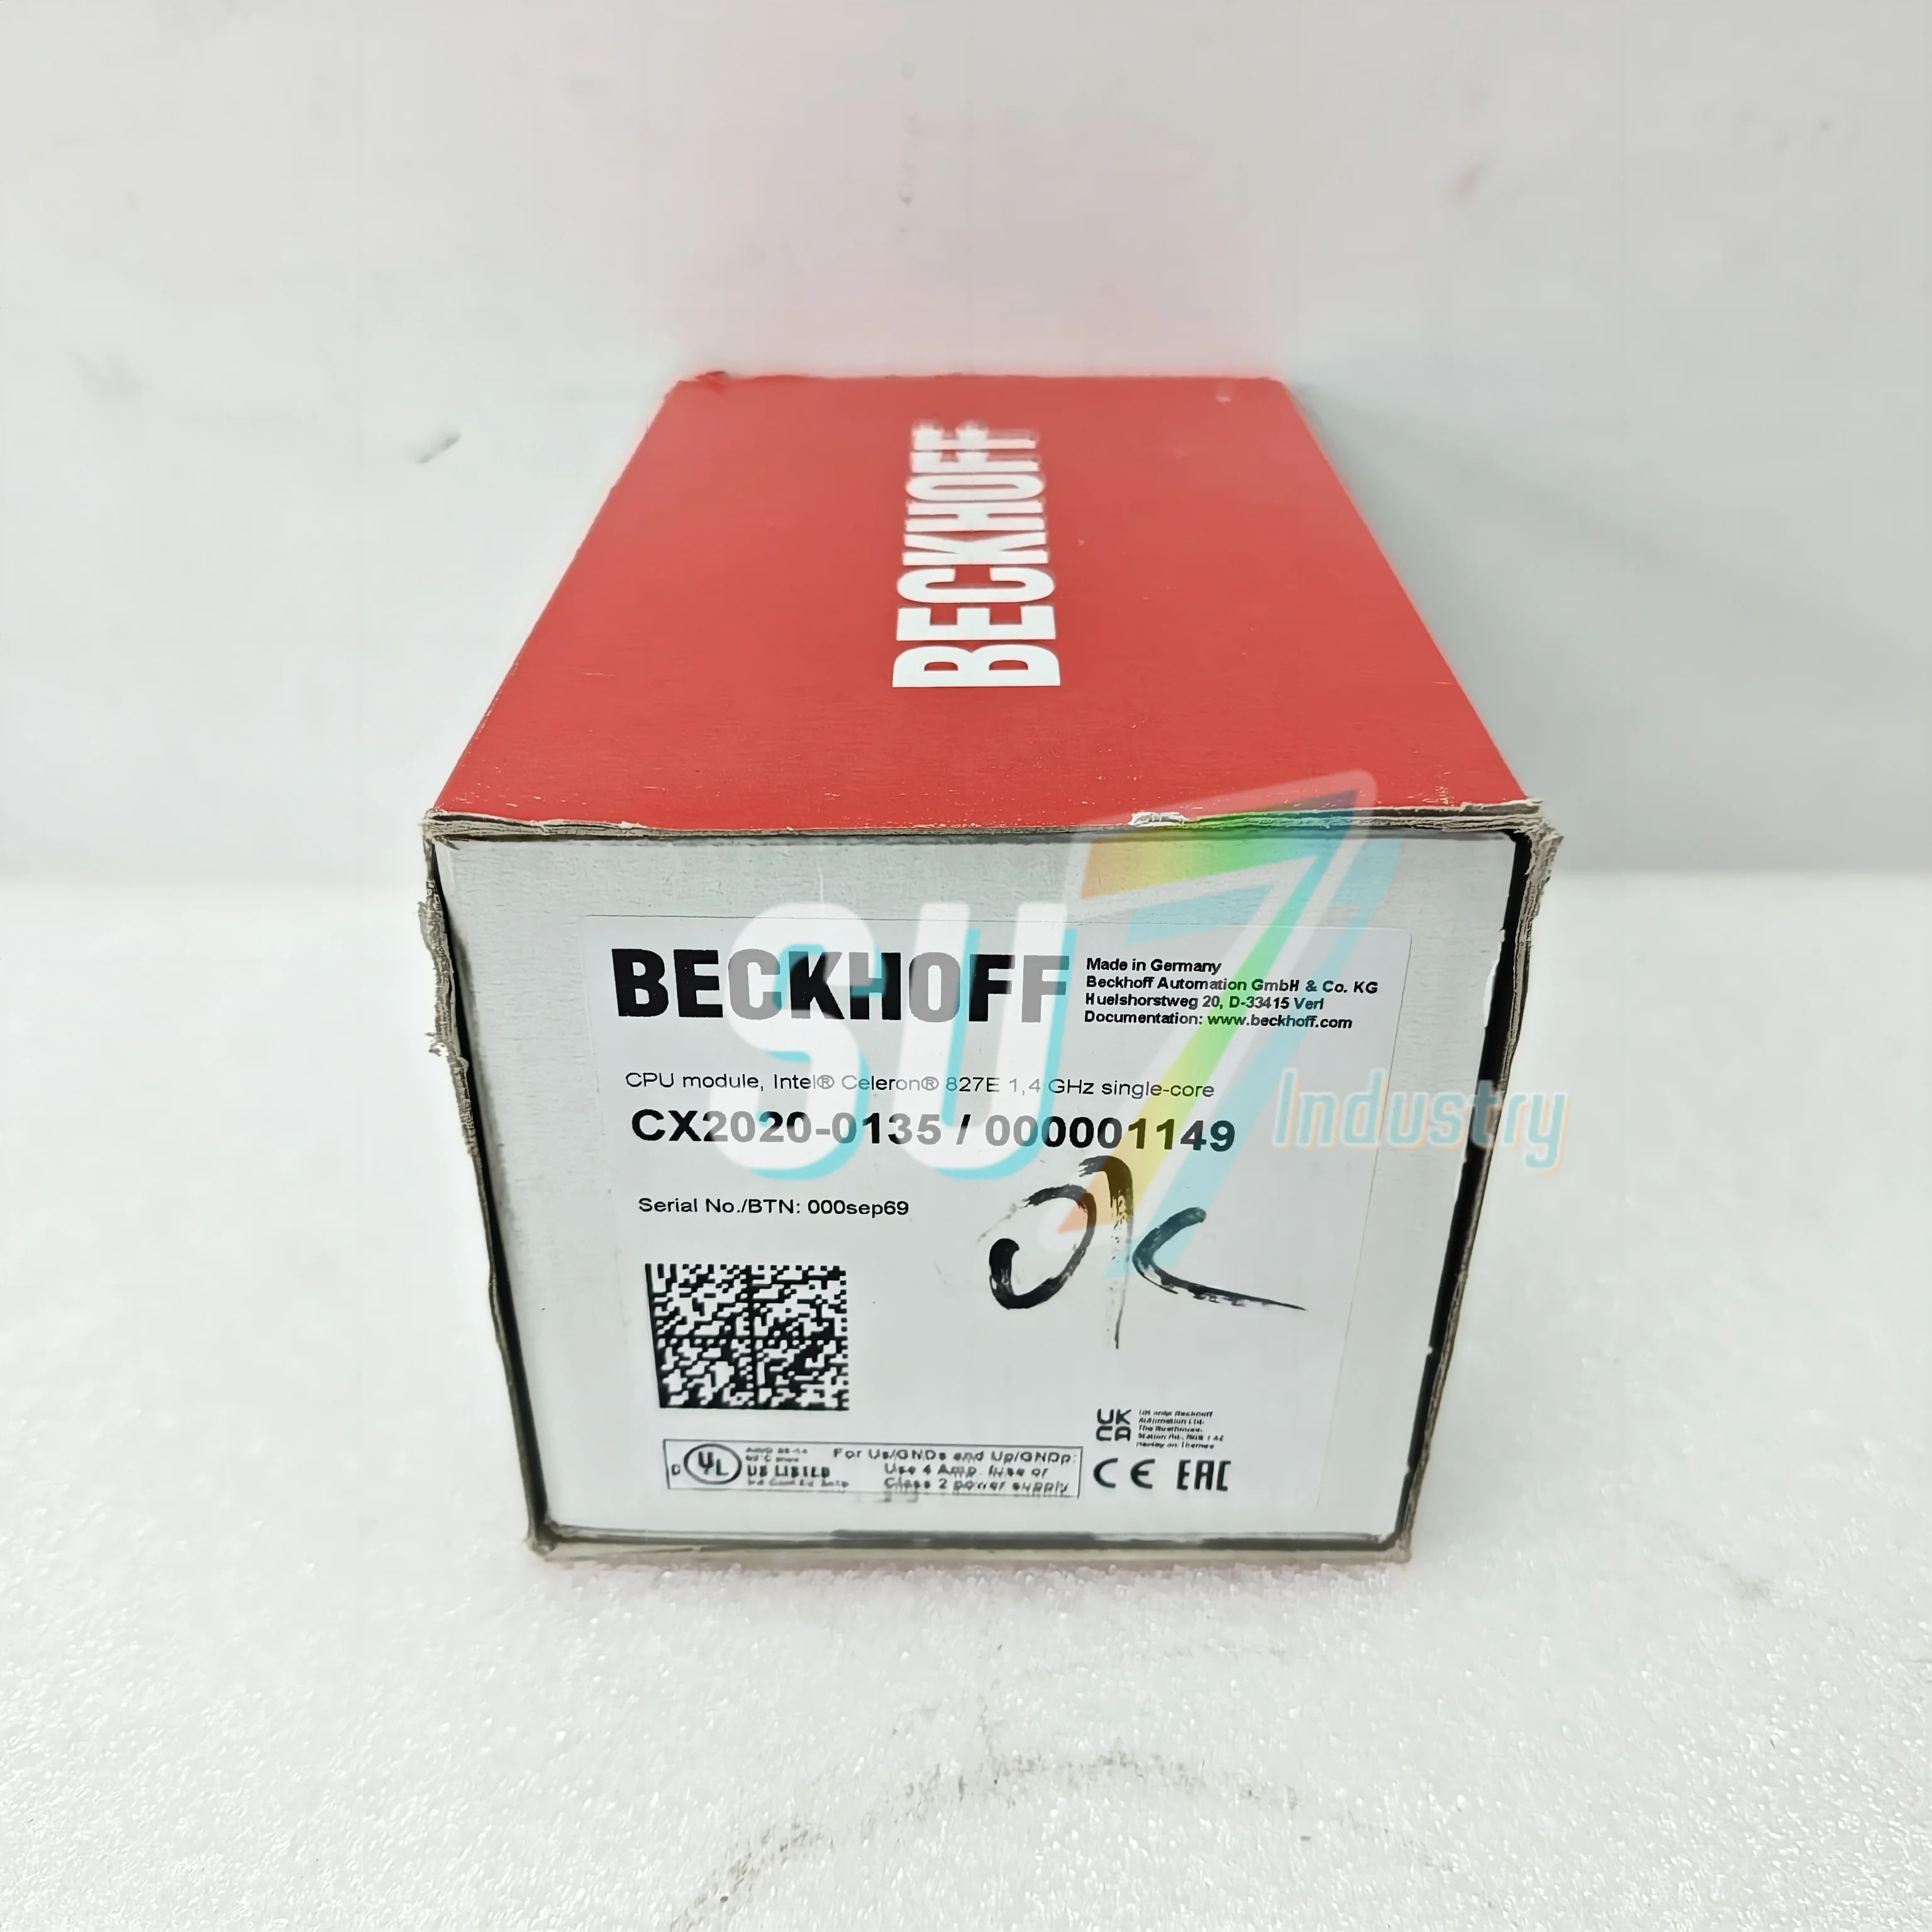 BECKHOFF
SU7
Industry
BECKHOFF
Made in Germany
Beckhoff Automation GmbH & Co. KG
Huelshorstweg 20, D-33415 Verl
Documentation: www.beckhoff.com
CPU module, Intel® Celeron® 827E 1,4 GHz single-core
CX2020-0135 / 000001149
Serial No./BTN: 000sep69
OK
UK
CA
UL
US LISTED
For Us/GNDs and Up/GNDp:
Use 4 Amp. fuse or
Class 2 power supply
CE EAC